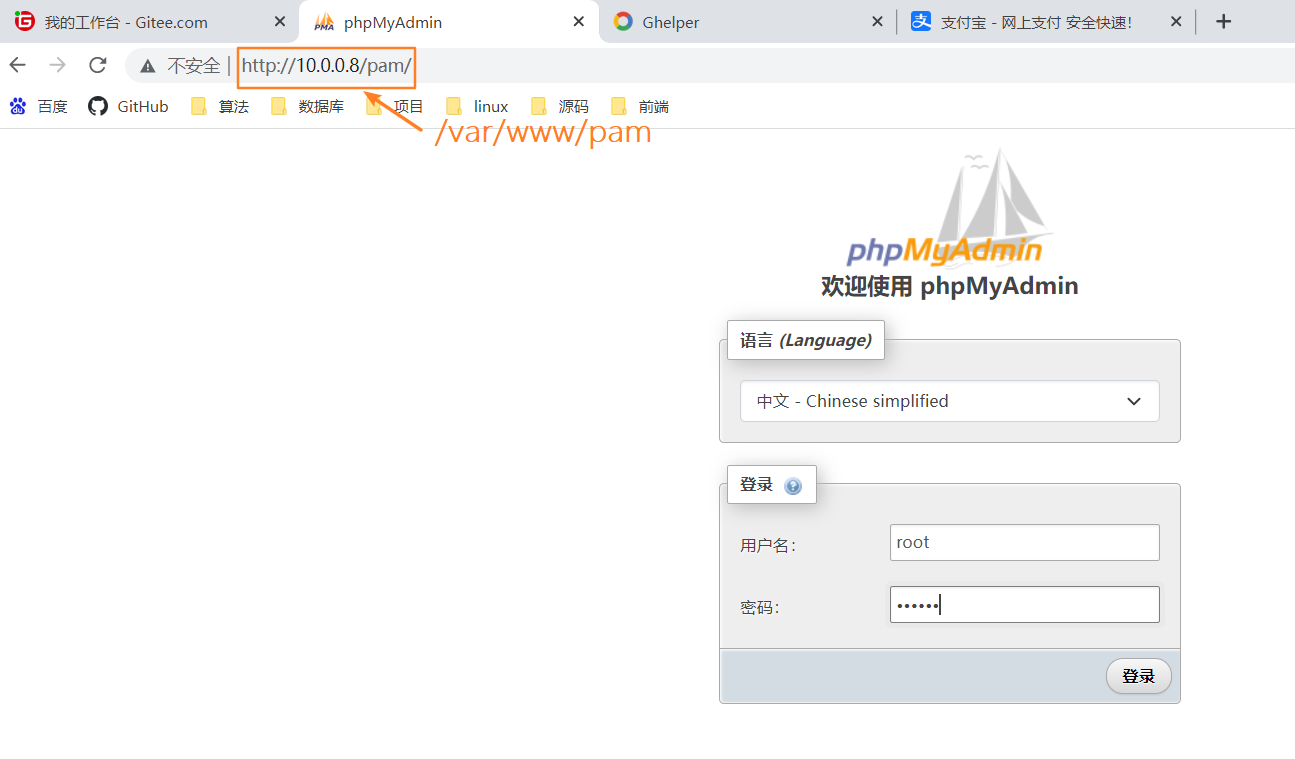 我的工作台 - Gitee.com
phpMyAdmin
Ghelper
支付宝 - 网上支付 安全快速！
不安全 | http://10.0.0.8/pam/
百度 GitHub 算法 数据库 项目 linux 源码 前端
/var/www/pam
phpMyAdmin
欢迎使用 phpMyAdmin
语言 (Language)
中文 - Chinese simplified
登录
用户名：
root
密码：
••••••
登录